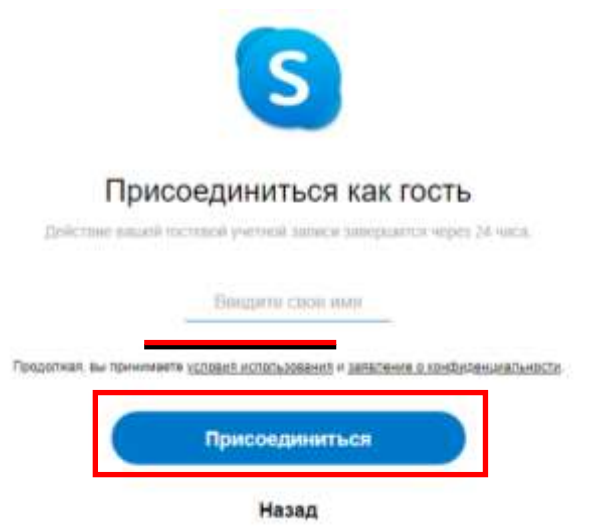 S
Присоединиться как гость
Действие вашей гостевой учетной записи завершится через 24 часа.
Введите свое имя
Продолжая, вы принимаете условия использования и заявление о конфиденциальности.
Присоединиться
Назад